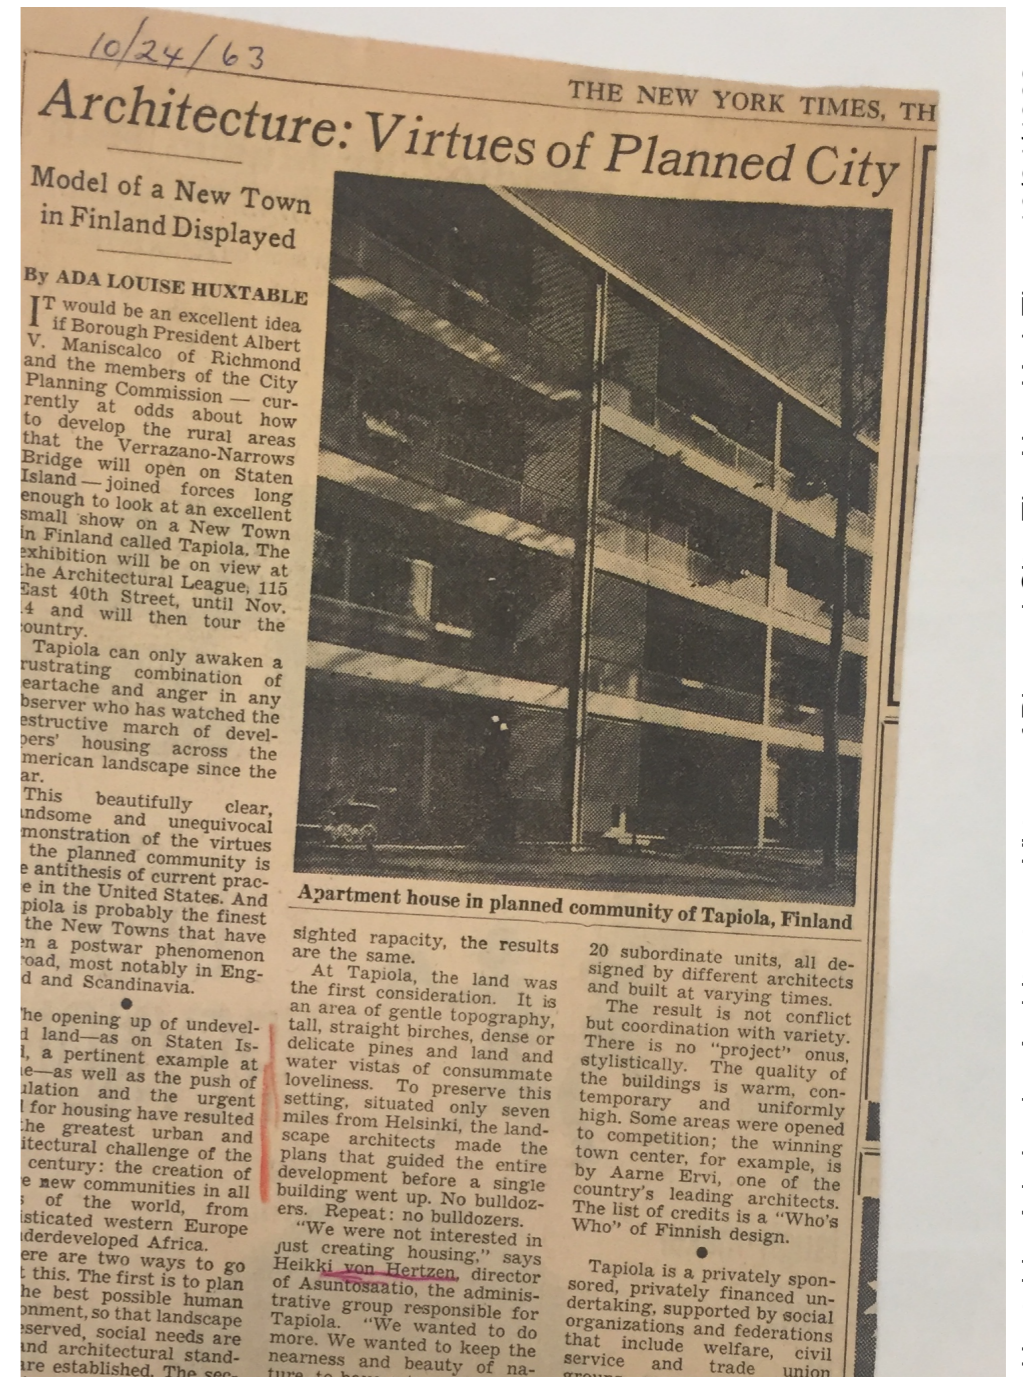 10/24/63
THE NEW YORK TIMES, TH
Architecture: Virtues of Planned City
Model of a New Town
in Finland Displayed
By ADA LOUISE HUXTABLE
IT would be an excellent idea
if Borough President Albert
V. Maniscalco of Richmond
and the members of the City
Planning Commission — cur-
rently at odds about how
to develop the rural areas
that the Verrazano-Narrows
Bridge will open on Staten
Island — joined forces long
enough to look at an excellent
small show on a New Town
in Finland called Tapiola. The
exhibition will be on view at
the Architectural League, 115
East 40th Street, until Nov.
4 and will then tour the
ountry.
Tapiola can only awaken a
rustrating combination of
eartache and anger in any
bserver who has watched the
estructive march of devel-
pers' housing across the
merican landscape since the
ar.
This beautifully clear,
andsome and unequivocal
monstration of the virtues
the planned community is
e antithesis of current prac-
e in the United States. And
piola is probably the finest
the New Towns that have
en a postwar phenomenon
road, most notably in Eng-
d and Scandinavia.
●
he opening up of undevel-
d land—as on Staten Is-
l, a pertinent example at
e—as well as the push of
ulation and the urgent
l for housing have resulted
the greatest urban and
itectural challenge of the
century: the creation of
e new communities in all
s of the world, from
isticated western Europe
nderdeveloped Africa.
ere are two ways to go
t this. The first is to plan
he best possible human
onment, so that landscape
eserved, social needs are
and architectural stand-
are established. The sec-
Apartment house in planned community of Tapiola, Finland
sighted rapacity, the results
are the same.
At Tapiola, the land was
the first consideration. It is
an area of gentle topography,
tall, straight birches, dense or
delicate pines and land and
water vistas of consummate
loveliness. To preserve this
setting, situated only seven
miles from Helsinki, the land-
scape architects made the
plans that guided the entire
development before a single
building went up. No bulldoz-
ers. Repeat: no bulldozers.
"We were not interested in
just creating housing," says
Heikki von Hertzen, director
of Asuntosaatio, the adminis-
trative group responsible for
Tapiola. "We wanted to do
more. We wanted to keep the
nearness and beauty of na-
20 subordinate units, all de-
signed by different architects
and built at varying times.
The result is not conflict
but coordination with variety.
There is no "project" onus,
stylistically. The quality of
the buildings is warm, con-
temporary and uniformly
high. Some areas were opened
to competition; the winning
town center, for example, is
by Aarne Ervi, one of the
country's leading architects.
The list of credits is a "Who's
Who" of Finnish design.
●
Tapiola is a privately spon-
sored, privately financed un-
dertaking, supported by social
organizations and federations
that include welfare, civil
service and trade union